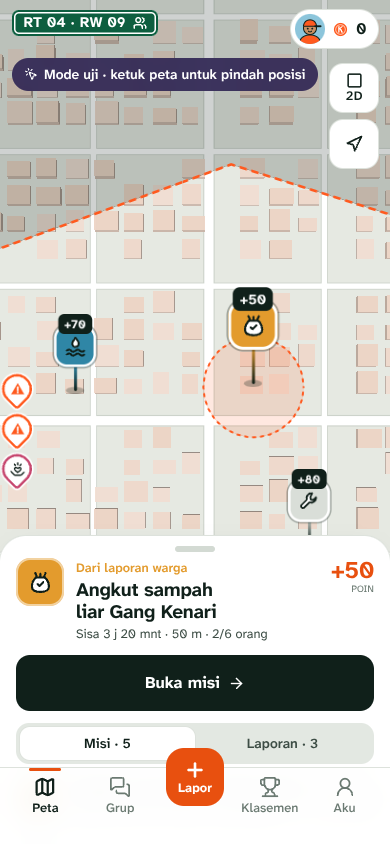 RT 04 · RW 09
0
Mode uji · ketuk peta untuk pindah posisi
2D
+50
+70
+80
Dari laporan warga
+50
POIN
Angkut sampah
liar Gang Kenari
Sisa 3 j 20 mnt · 50 m · 2/6 orang
Buka misi →
Misi · 5
Laporan · 3
Peta
Grup
Lapor
Klasemen
Aku